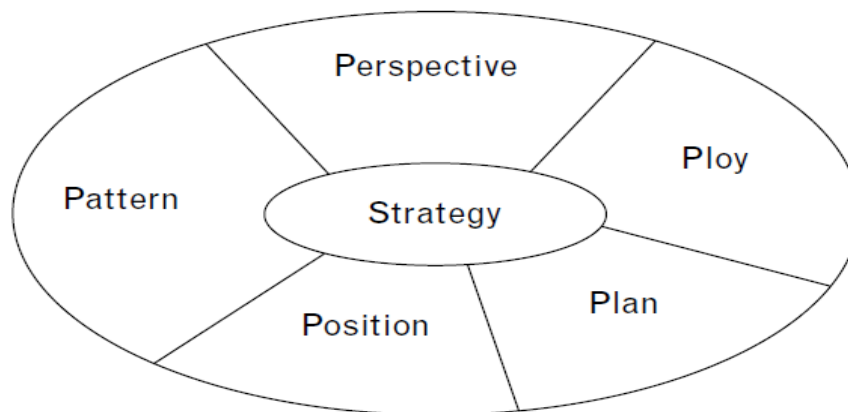 Perspective
Ploy
Pattern
Strategy
Plan
Position